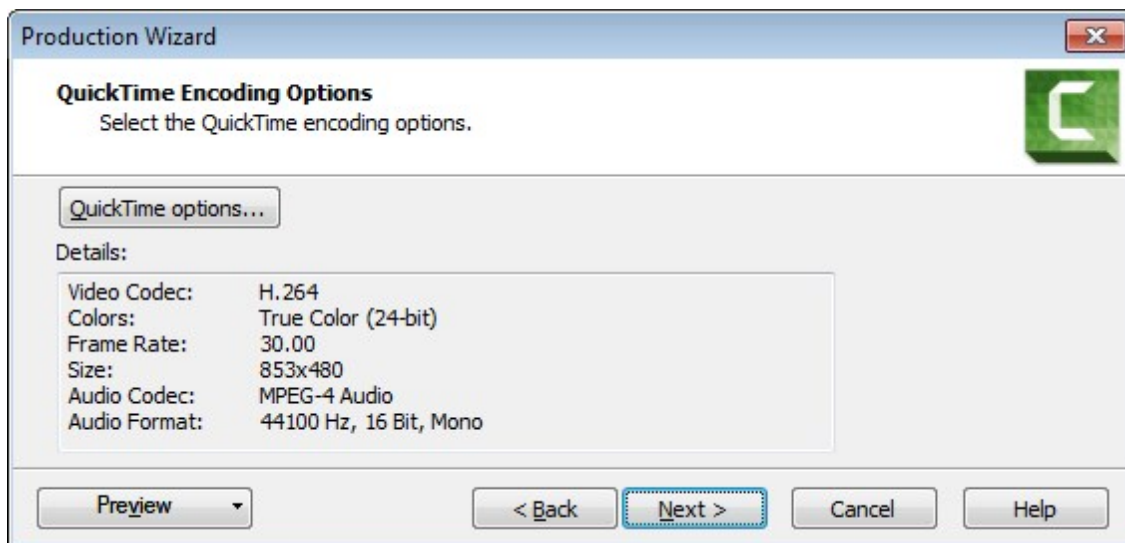 Production Wizard
QuickTime Encoding Options
Select the QuickTime encoding options.
QuickTime options...
Details:
Video Codec: H.264
Colors: True Color (24-bit)
Frame Rate: 30.00
Size: 853x480
Audio Codec: MPEG-4 Audio
Audio Format: 44100 Hz, 16 Bit, Mono
Preview < Back Next > Cancel Help